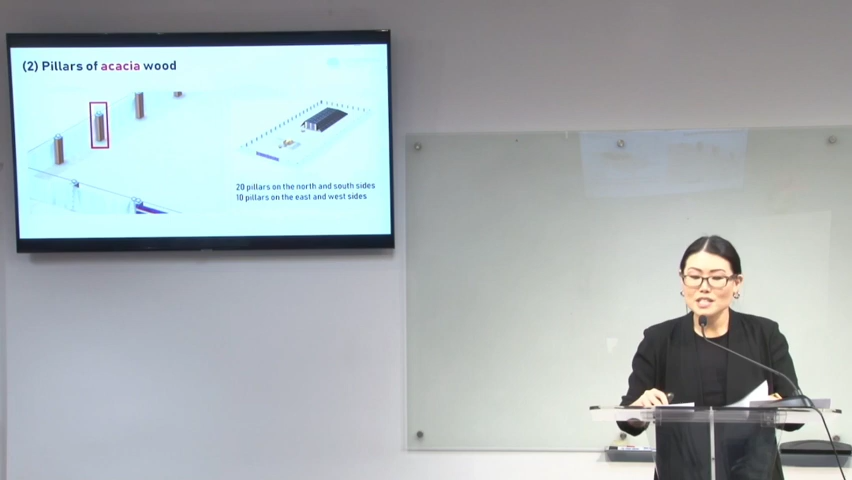 (2) Pillars of acacia wood
20 pillars on the north and south sides
10 pillars on the east and west sides